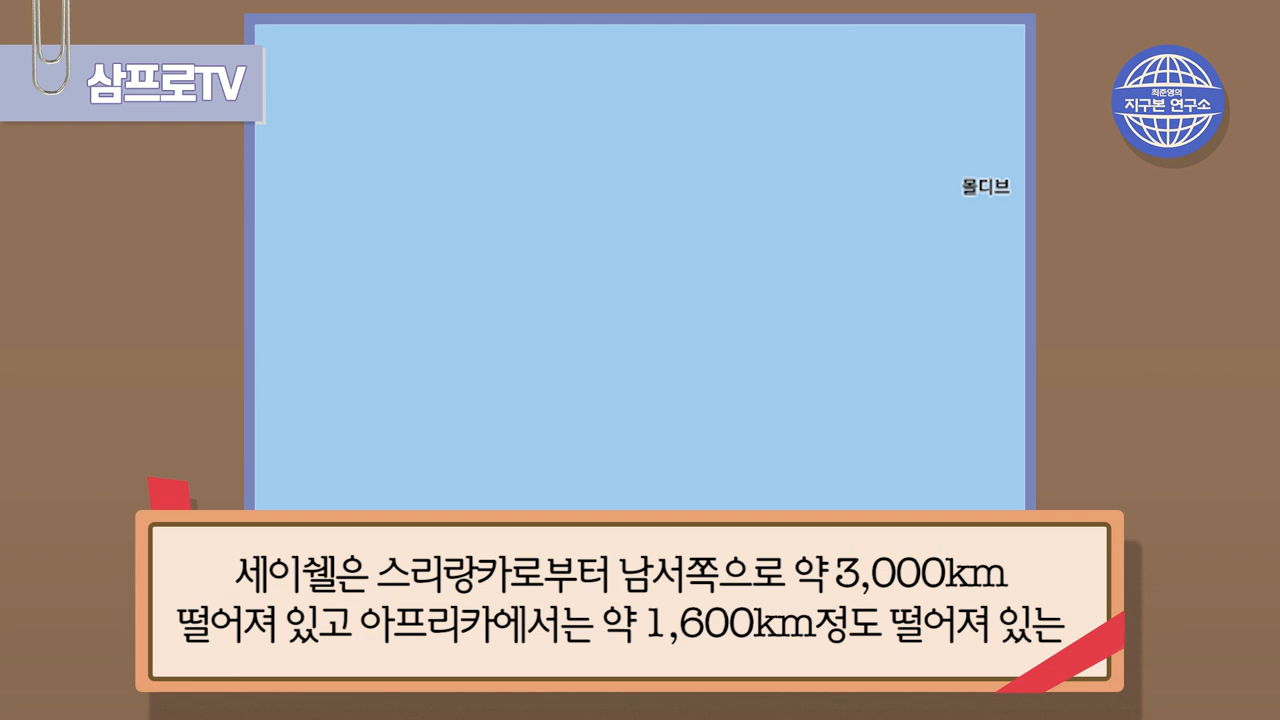 삼프로TV
최준영의
지구본 연구소
몰디브
세이쉘은 스리랑카로부터 남서쪽으로 약 3,000km
떨어져 있고 아프리카에서는 약 1,600km정도 떨어져 있는